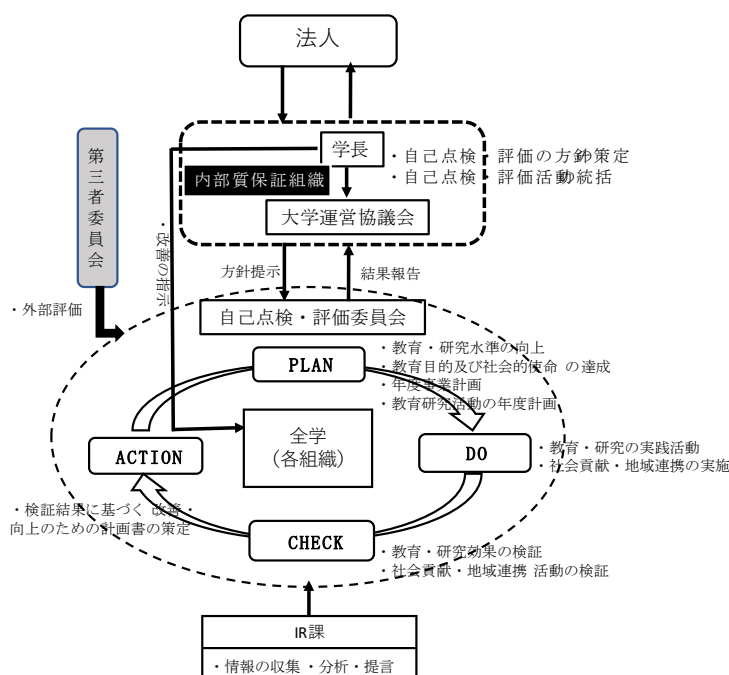 法人
第三者委員会
学長
・自己点検・評価の方針の策定
・自己点検・評価活動の統括
内部質保証組織
大学運営協議会
・改善の指示
方針提示
結果報告
・外部評価
自己点検・評価委員会
PLAN
・教育・研究水準の向上
・教育目的及び社会的使命 の達成
・年度事業計画
・教育研究活動の年度計画
全学
(各組織)
ACTION
DO
・教育・研究の実践活動
・社会貢献・地域連携の実施
・検証結果に基づく 改善・
向上のための計画書の策定
CHECK
・教育・研究効果の検証
・社会貢献・地域連携 活動の検証
IR課
・情報の収集・分析・提言